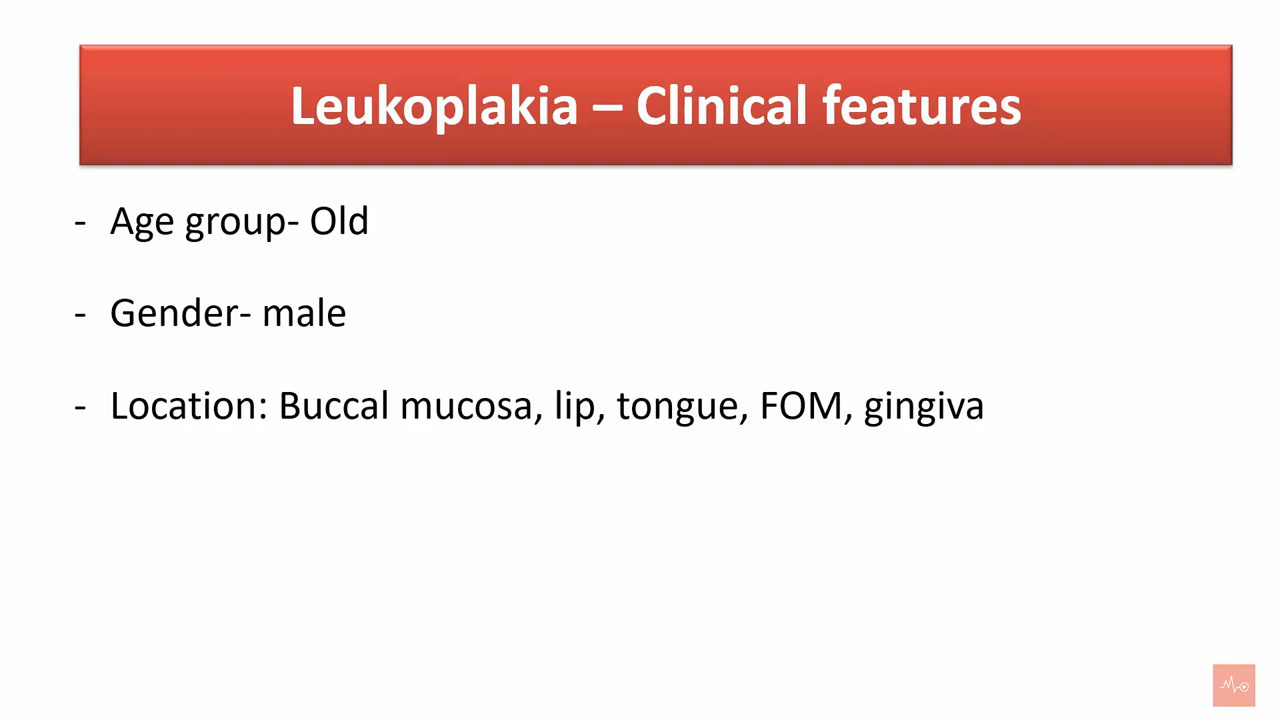 Leukoplakia – Clinical features
- Age group- Old
- Gender- male
- Location: Buccal mucosa, lip, tongue, FOM, gingiva